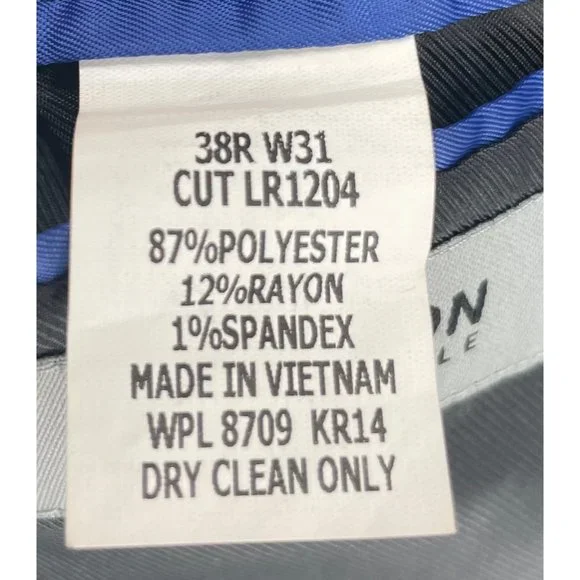 38R W31
CUT LR1204
87%POLYESTER
12%RAYON
1%SPANDEX
MADE IN VIETNAM
WPL 8709 KR14
DRY CLEAN ONLY